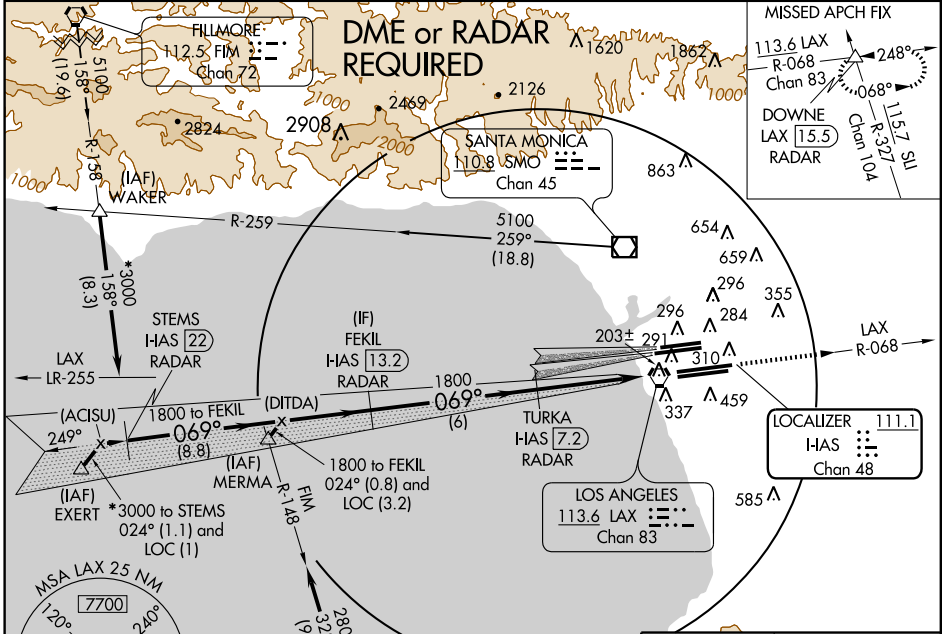 FILLMORE
112.5 FIM
Chan 72
DME or RADAR
REQUIRED
1620
1862
MISSED APCH FIX
113.6 LAX
R-068
Chan 83
248°
068°
DOWNE
LAX 15.5
RADAR
115.7 SLI
R-327
Chan 104
5100
158°
(19.6)
R-158
2824
2908
1000
2469
2000
2126
1000
1000
SANTA MONICA
110.8 SMO
Chan 45
863
(IAF)
WAKER
R-259
5100
259°
(18.8)
654
659
*3000
158°
(8.3)
296
355
296
284
203±
291
310
STEMS
I-IAS 22
RADAR
(IF)
FEKIL
I-IAS 13.2
RADAR
LAX
LR-255
LAX
R-068
1800
069°
(6)
(ACISU)
1800 to FEKIL
069°
(8.8)
(DITDA)
249°
337
459
TURKA
I-IAS 7.2
RADAR
LOCALIZER 111.1
I-IAS
Chan 48
(IAF)
EXERT
*3000 to STEMS
024° (1.1) and
LOC (1)
(IAF)
MERMA
1800 to FEKIL
024° (0.8) and
LOC (3.2)
FIM
R-148
LOS ANGELES
113.6 LAX
Chan 83
585
MSA LAX 25 NM
7700
120°
240°
280
32
(9